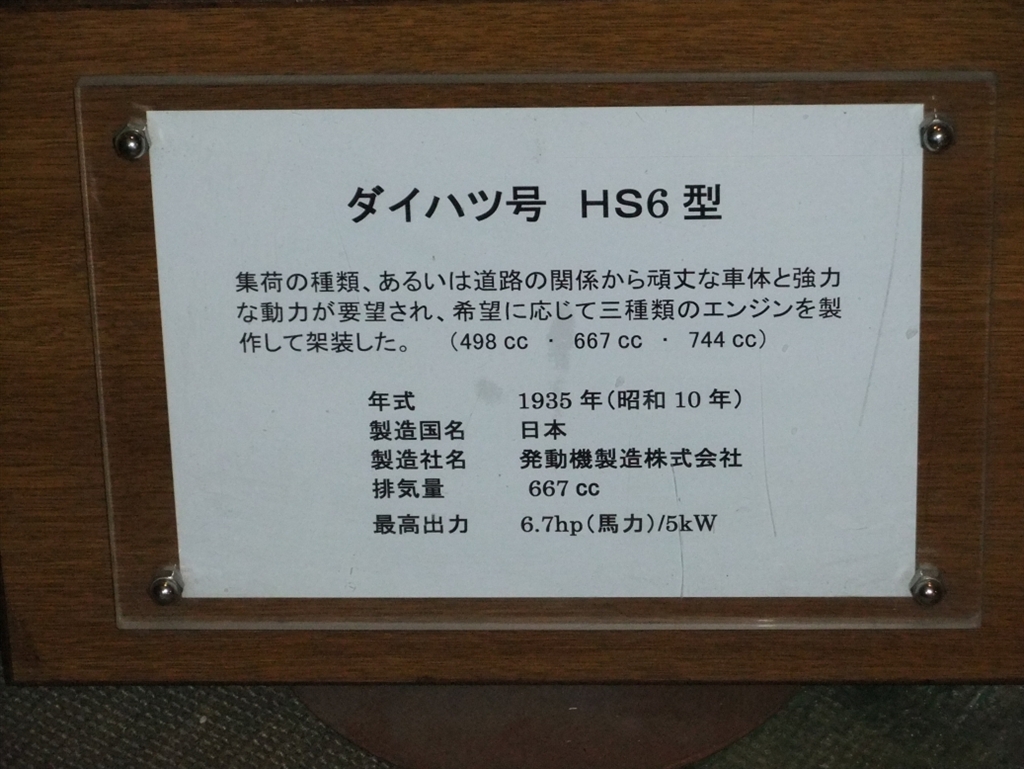 ダイハツ号　HS6 型
集荷の種類、あるいは道路の関係から頑丈な車体と強力
な動力が要望され、希望に応じて三種類のエンジンを製
作して架装した。　（498 cc ・ 667 cc ・ 744 cc）
年式　1935 年（昭和 10 年）
製造国名　日本
製造社名　発動機製造株式会社
排気量　667 cc
最高出力　6.7hp（馬力）/5kW